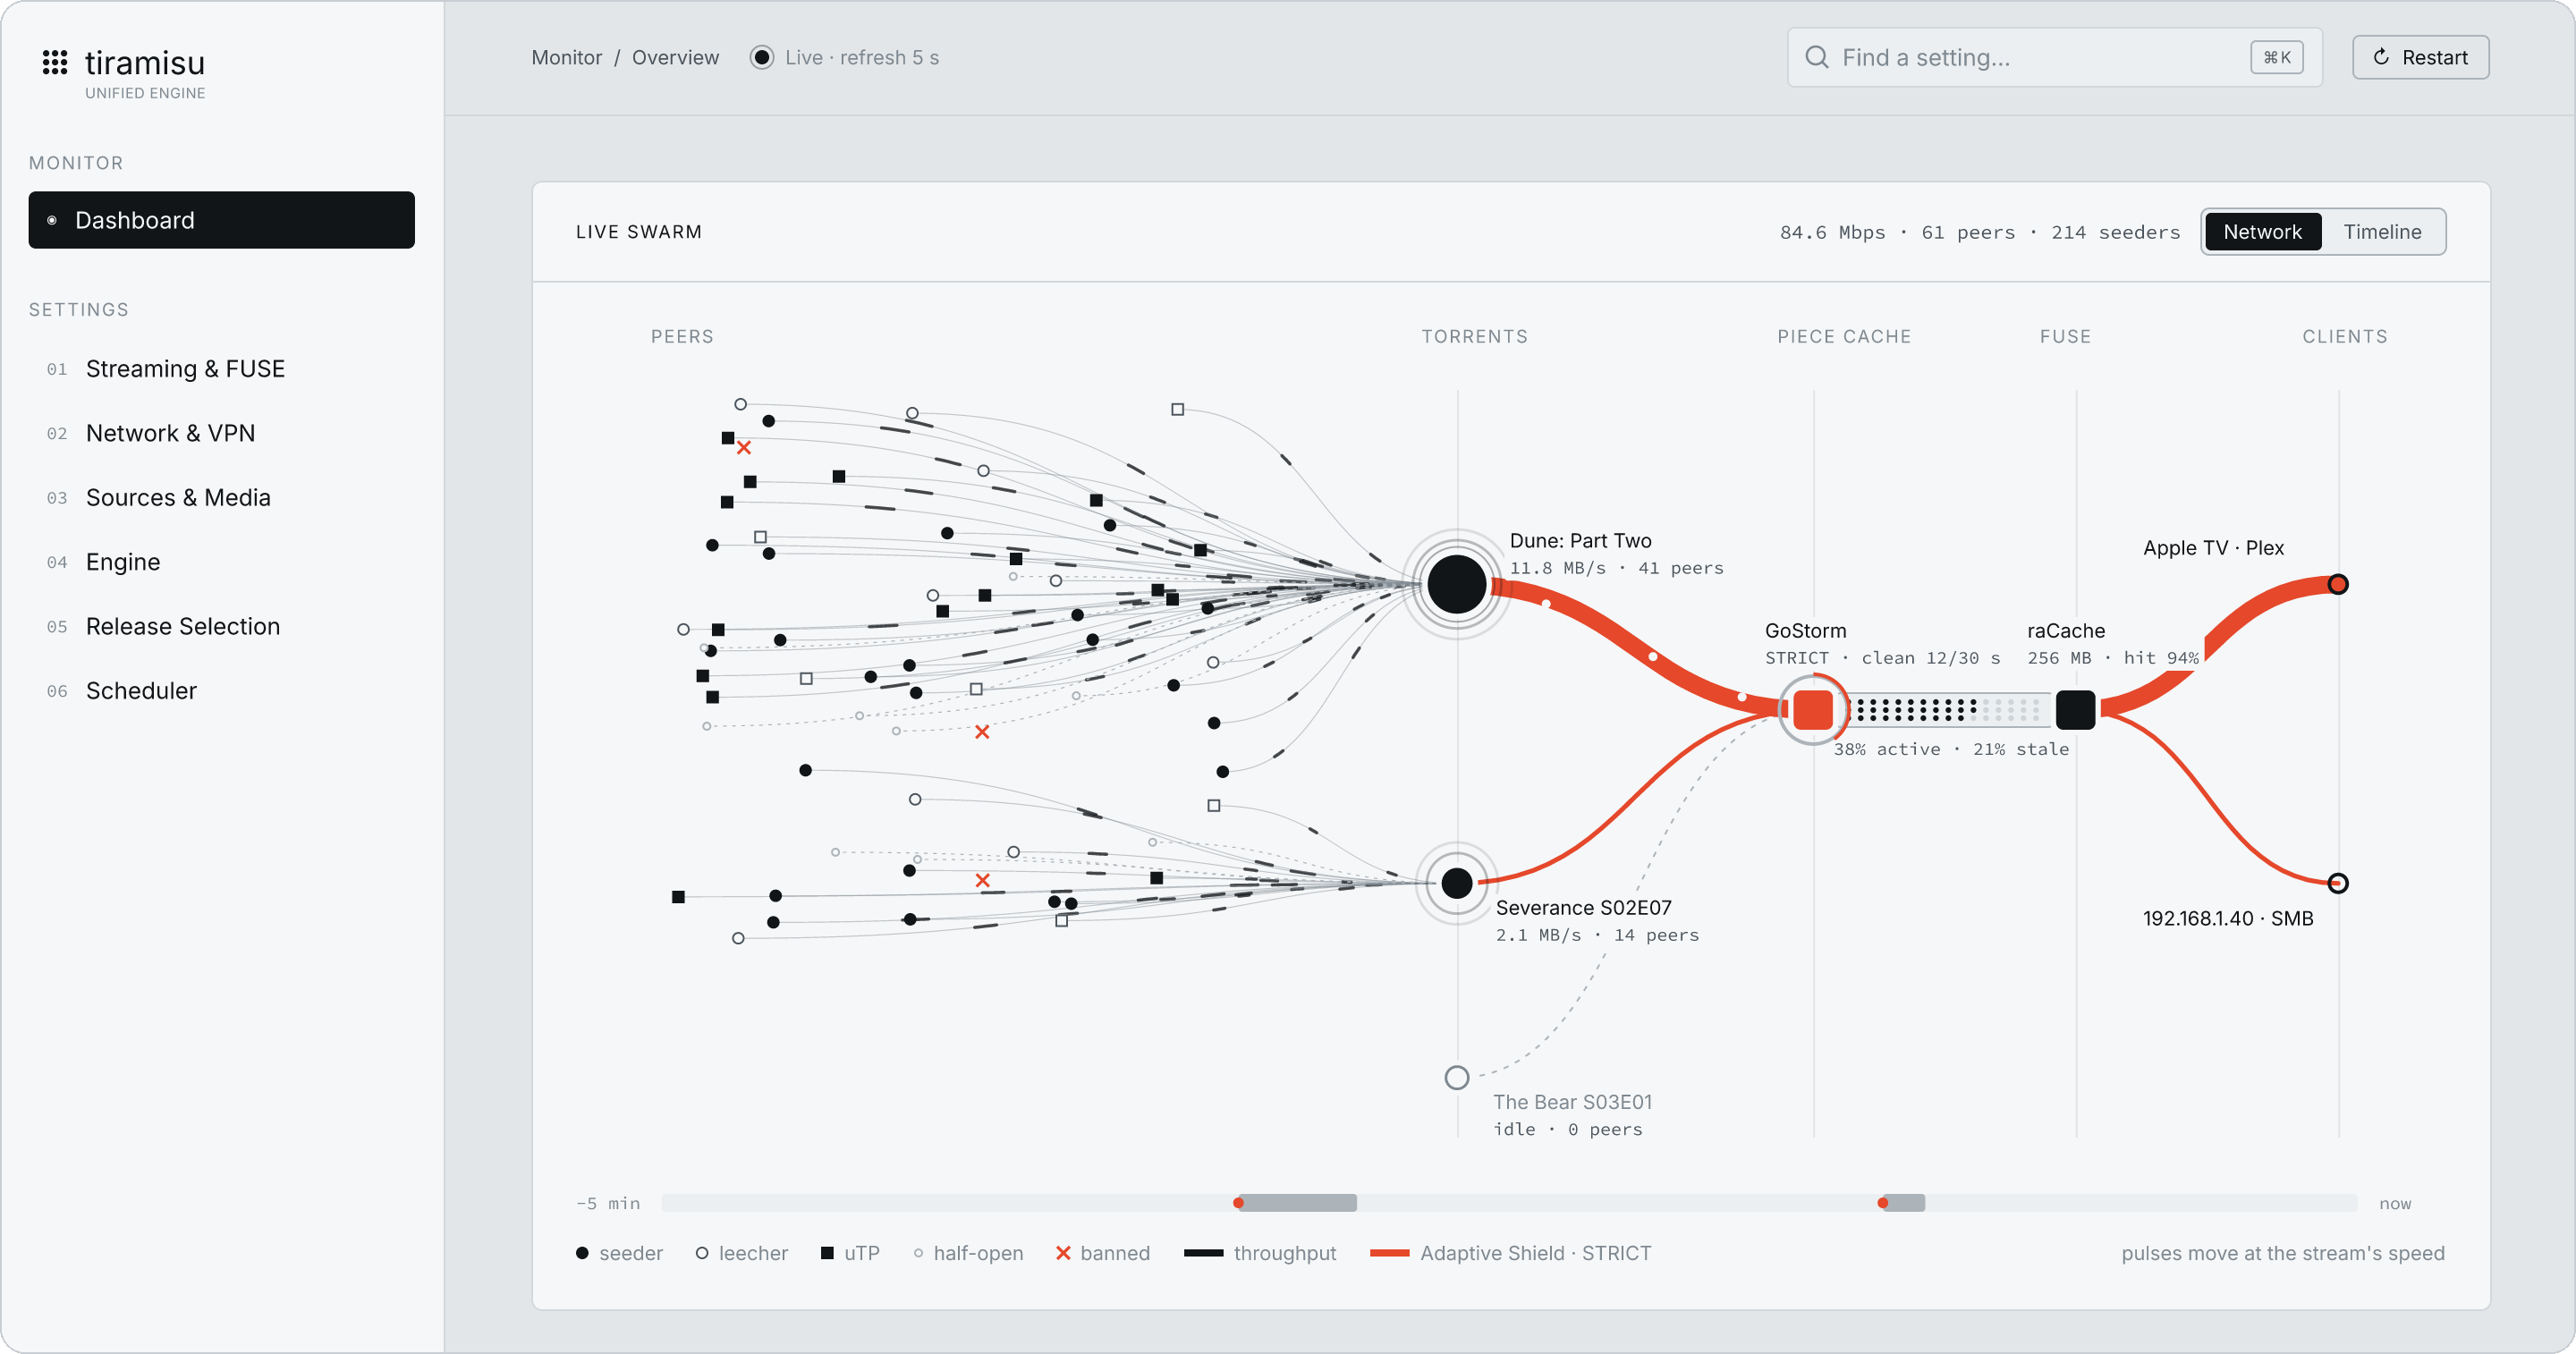 tiramisu
UNIFIED ENGINE
MONITOR
Dashboard
SETTINGS
01 Streaming & FUSE
02 Network & VPN
03 Sources & Media
04 Engine
05 Release Selection
06 Scheduler
Monitor / Overview
Live · refresh 5 s
Find a setting...
⌘K
Restart
LIVE SWARM
84.6 Mbps · 61 peers · 214 seeders
Network
Timeline
PEERS
TORRENTS
PIECE CACHE
FUSE
CLIENTS
Dune: Part Two
11.8 MB/s · 41 peers
Apple TV · Plex
GoStorm
STRICT · clean 12/30 s
raCache
256 MB · hit 94%
38% active · 21% stale
Severance S02E07
2.1 MB/s · 14 peers
192.168.1.40 · SMB
The Bear S03E01
idle · 0 peers
−5 min
now
seeder
leecher
uTP
half-open
banned
throughput
Adaptive Shield · STRICT
pulses move at the stream's speed